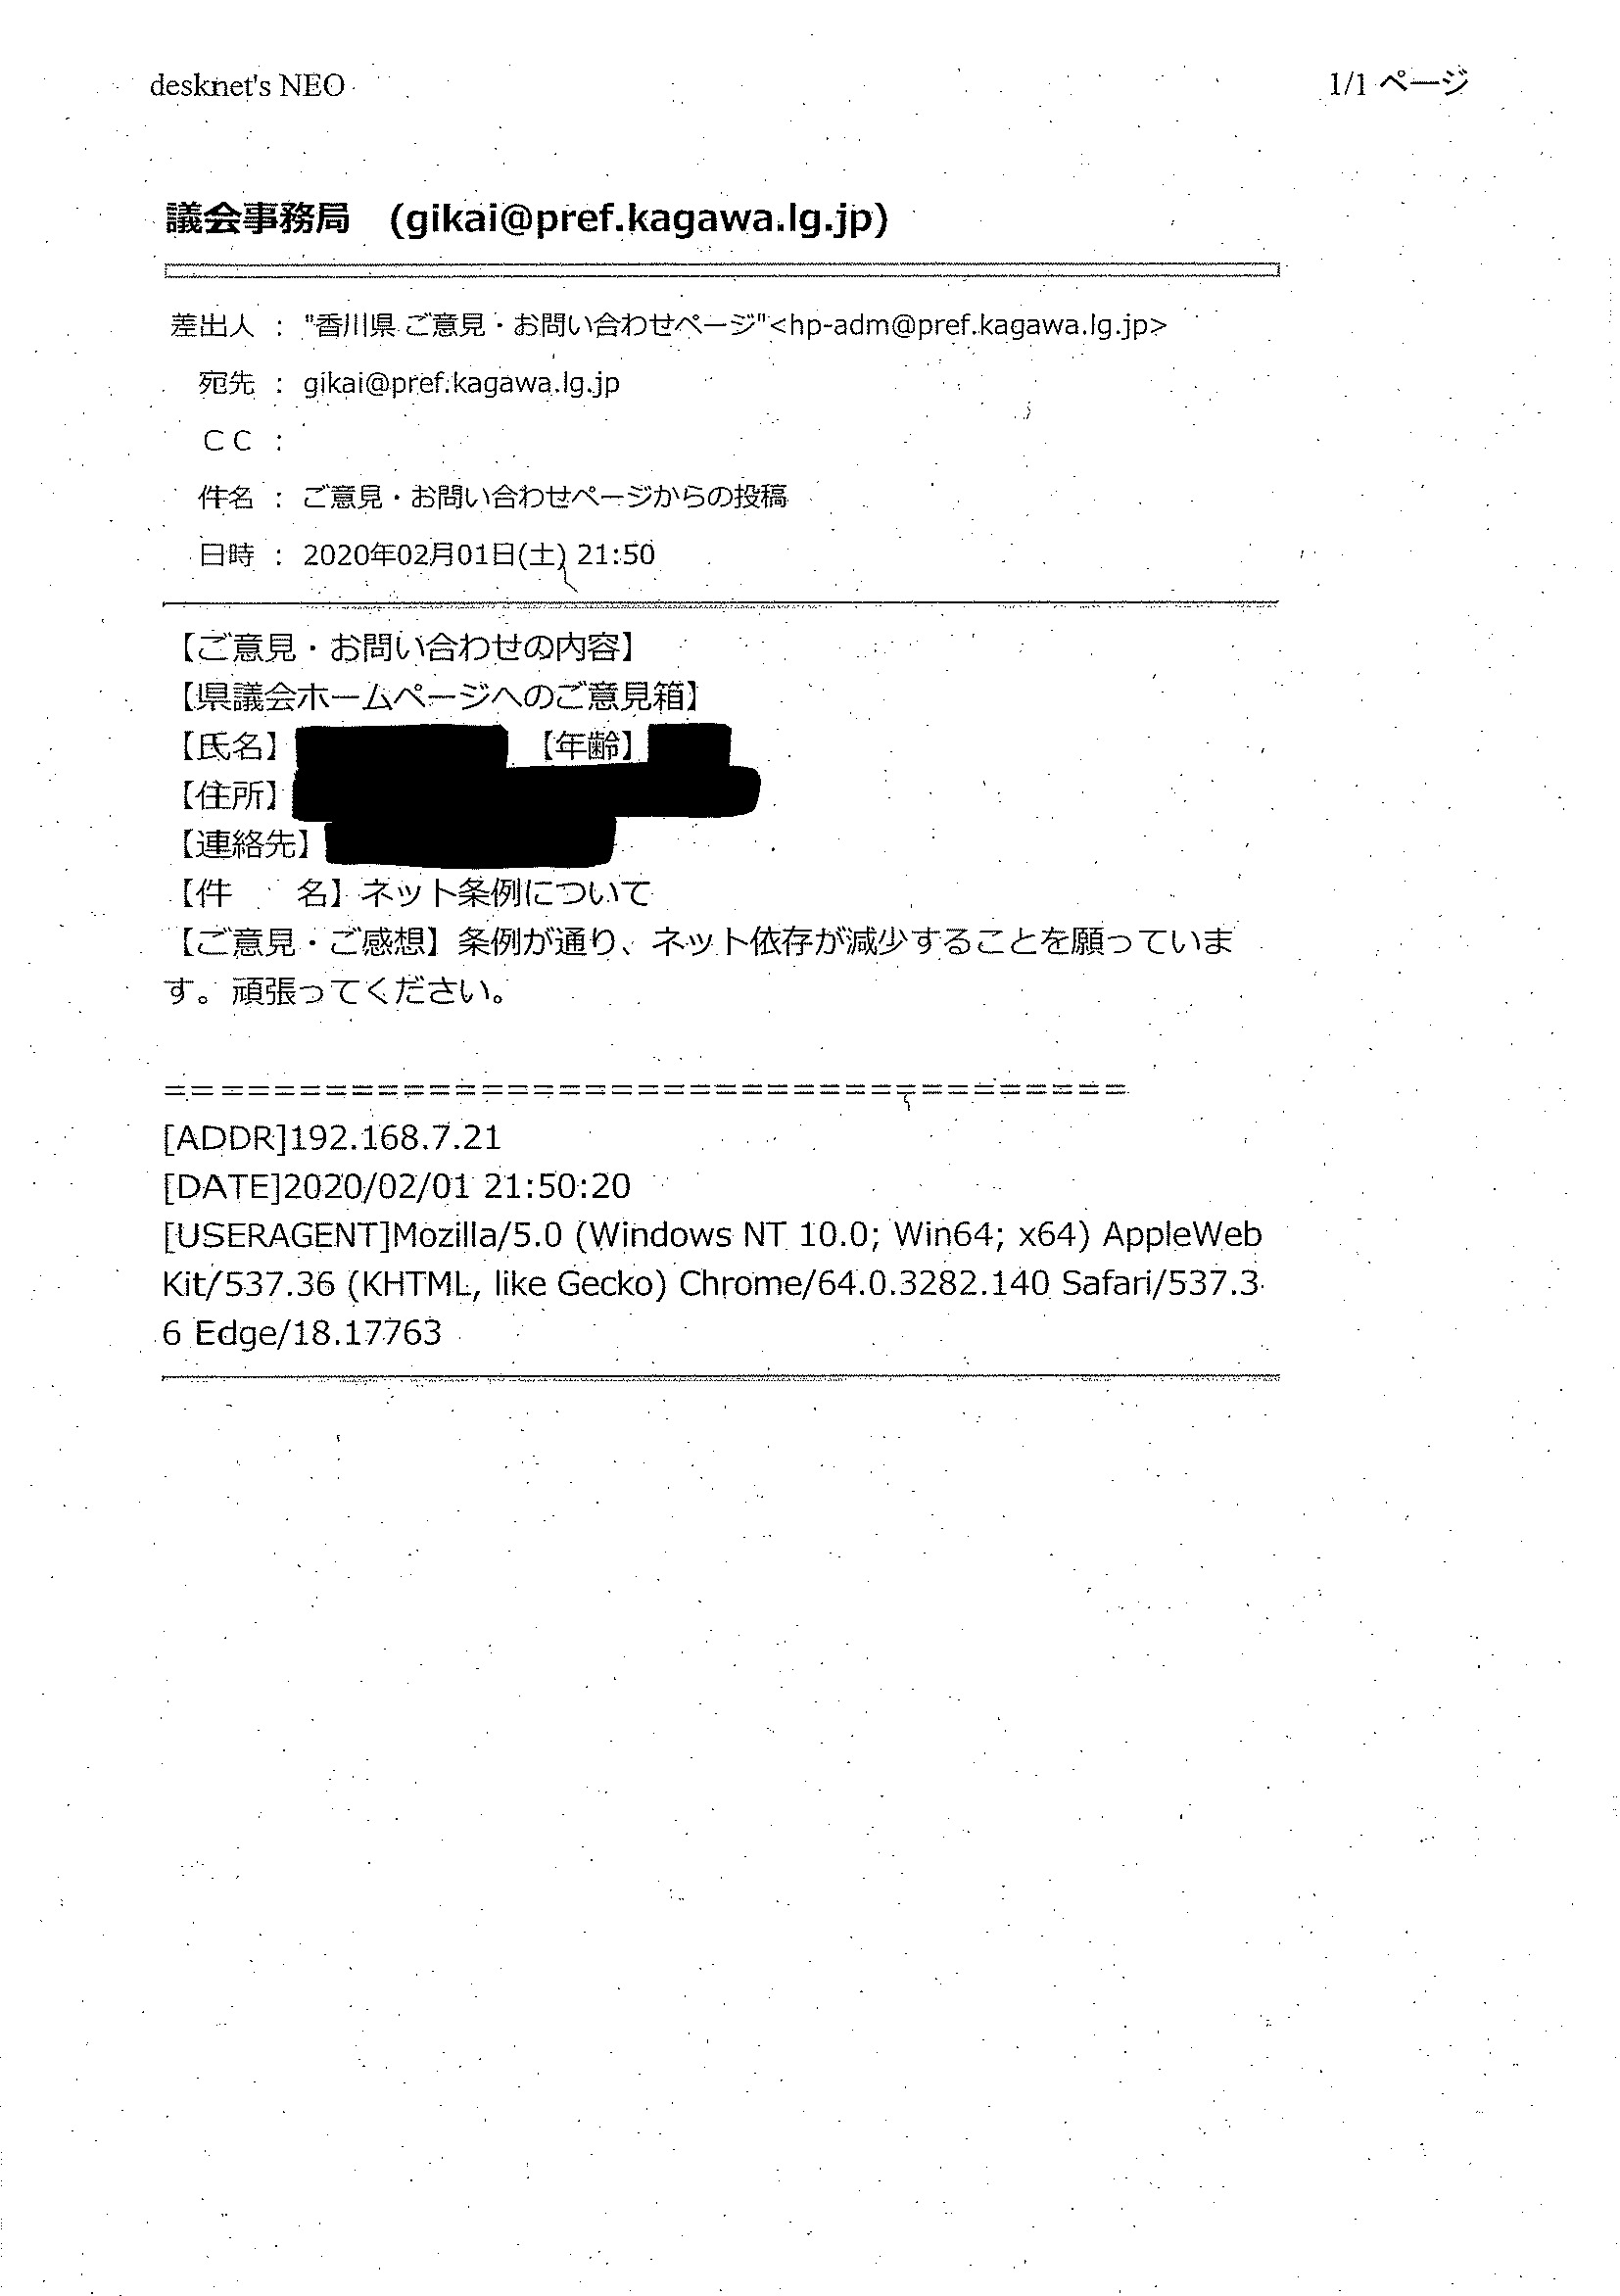 desknet's NEO
1/1 ページ
議会事務局　(gikai@pref.kagawa.lg.jp)
差出人 ： "香川県 ご意見・お問い合わせページ"<hp-adm@pref.kagawa.lg.jp>
宛先 ： gikai@pref.kagawa.lg.jp
ＣＣ ：
件名 ： ご意見・お問い合わせページからの投稿
日時 ： 2020年02月01日(土) 21:50
【ご意見・お問い合わせの内容】
【県議会ホームページへのご意見箱】
【氏名】　【年齢】
【住所】
【連絡先】
【件　　名】ネット条例について
【ご意見・ご感想】条例が通り、ネット依存が減少することを願っていま
す。頑張ってください。
======================================
[ADDR]192.168.7.21
[DATE]2020/02/01 21:50:20
[USERAGENT]Mozilla/5.0 (Windows NT 10.0; Win64; x64) AppleWeb
Kit/537.36 (KHTML, like Gecko) Chrome/64.0.3282.140 Safari/537.3
6 Edge/18.17763